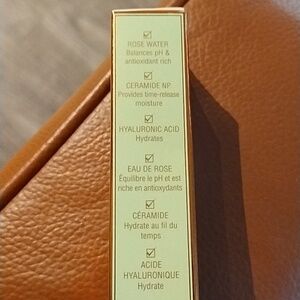 ROSE WATER
Balances pH &
antioxidant rich
CERAMIDE NP
Provides time-release
moisture
HYALURONIC ACID
Hydrates
EAU DE ROSE
Équilibre le pH et est
riche en antioxydants
CÉRAMIDE
Hydrate au fil du
temps
ACIDE
HYALURONIQUE
Hydrate